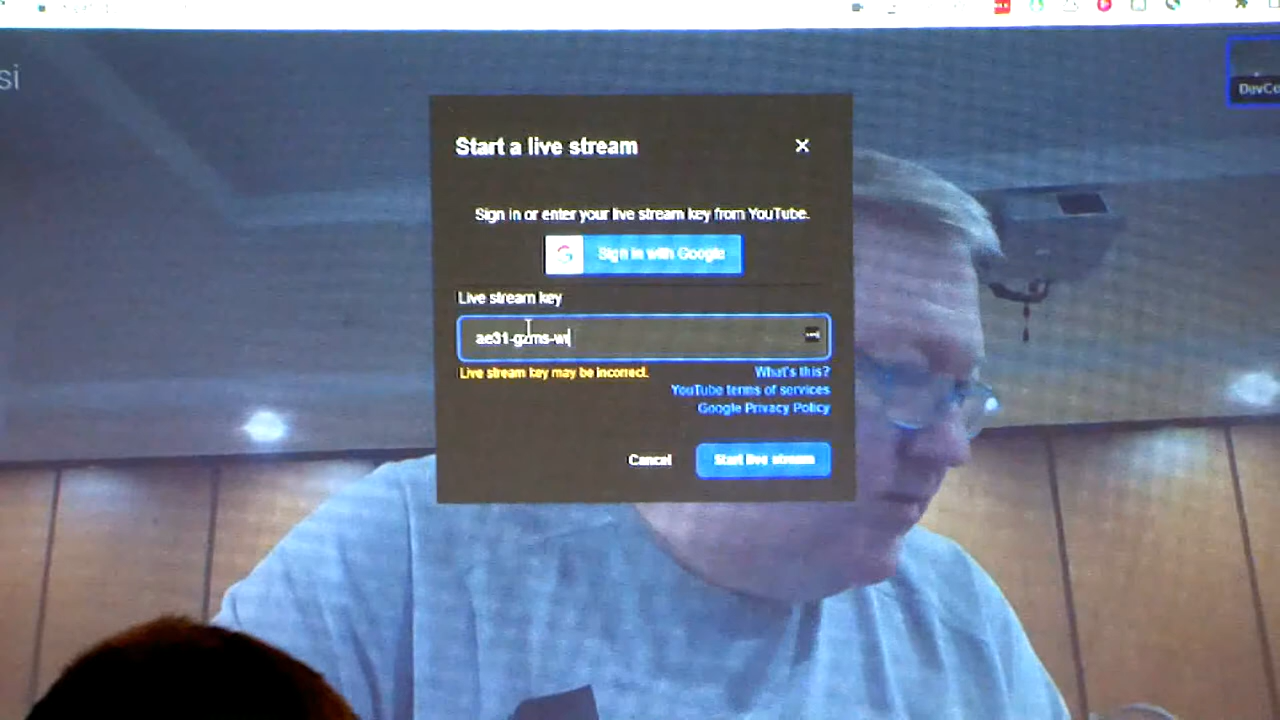 si
DevCo
Start a live stream
Sign in or enter your live stream key from YouTube.
Sign in with Google
Live stream key
ae31-gzms-w
Live stream key may be incorrect.
What's this?
YouTube terms of services
Google Privacy Policy
Cancel
Start live stream